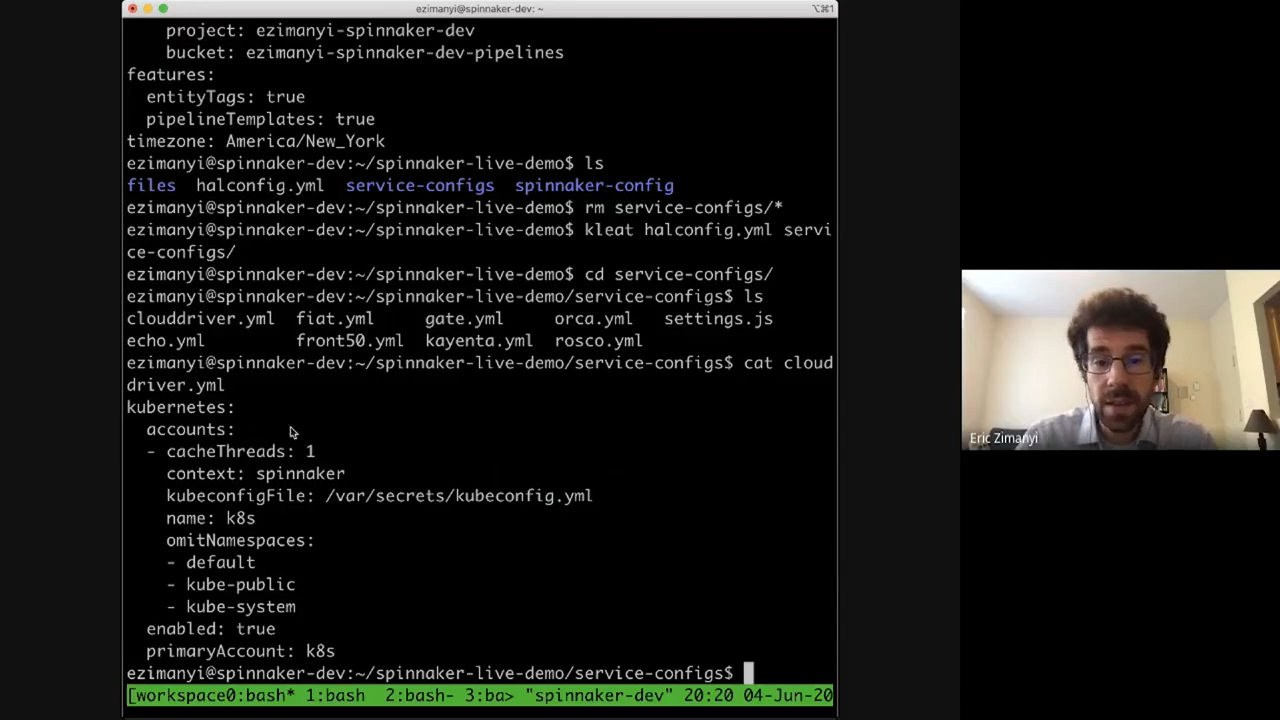 ezimanyi@spinnaker-dev: ~
⌥⌘1
project: ezimanyi-spinnaker-dev
bucket: ezimanyi-spinnaker-dev-pipelines
features:
entityTags: true
pipelineTemplates: true
timezone: America/New_York
ezimanyi@spinnaker-dev:~/spinnaker-live-demo$ ls
files halconfig.yml service-configs spinnaker-config
ezimanyi@spinnaker-dev:~/spinnaker-live-demo$ rm service-configs/*
ezimanyi@spinnaker-dev:~/spinnaker-live-demo$ kleat halconfig.yml servi
ce-configs/
ezimanyi@spinnaker-dev:~/spinnaker-live-demo$ cd service-configs/
ezimanyi@spinnaker-dev:~/spinnaker-live-demo/service-configs$ ls
clouddriver.yml fiat.yml gate.yml orca.yml settings.js
echo.yml front50.yml kayenta.yml rosco.yml
ezimanyi@spinnaker-dev:~/spinnaker-live-demo/service-configs$ cat cloud
driver.yml
kubernetes:
accounts:
- cacheThreads: 1
context: spinnaker
kubeconfigFile: /var/secrets/kubeconfig.yml
name: k8s
omitNamespaces:
- default
- kube-public
- kube-system
enabled: true
primaryAccount: k8s
ezimanyi@spinnaker-dev:~/spinnaker-live-demo/service-configs$
[workspace0:bash* 1:bash 2:bash- 3:ba> "spinnaker-dev" 20:20 04-Jun-20
Eric Zimanyi